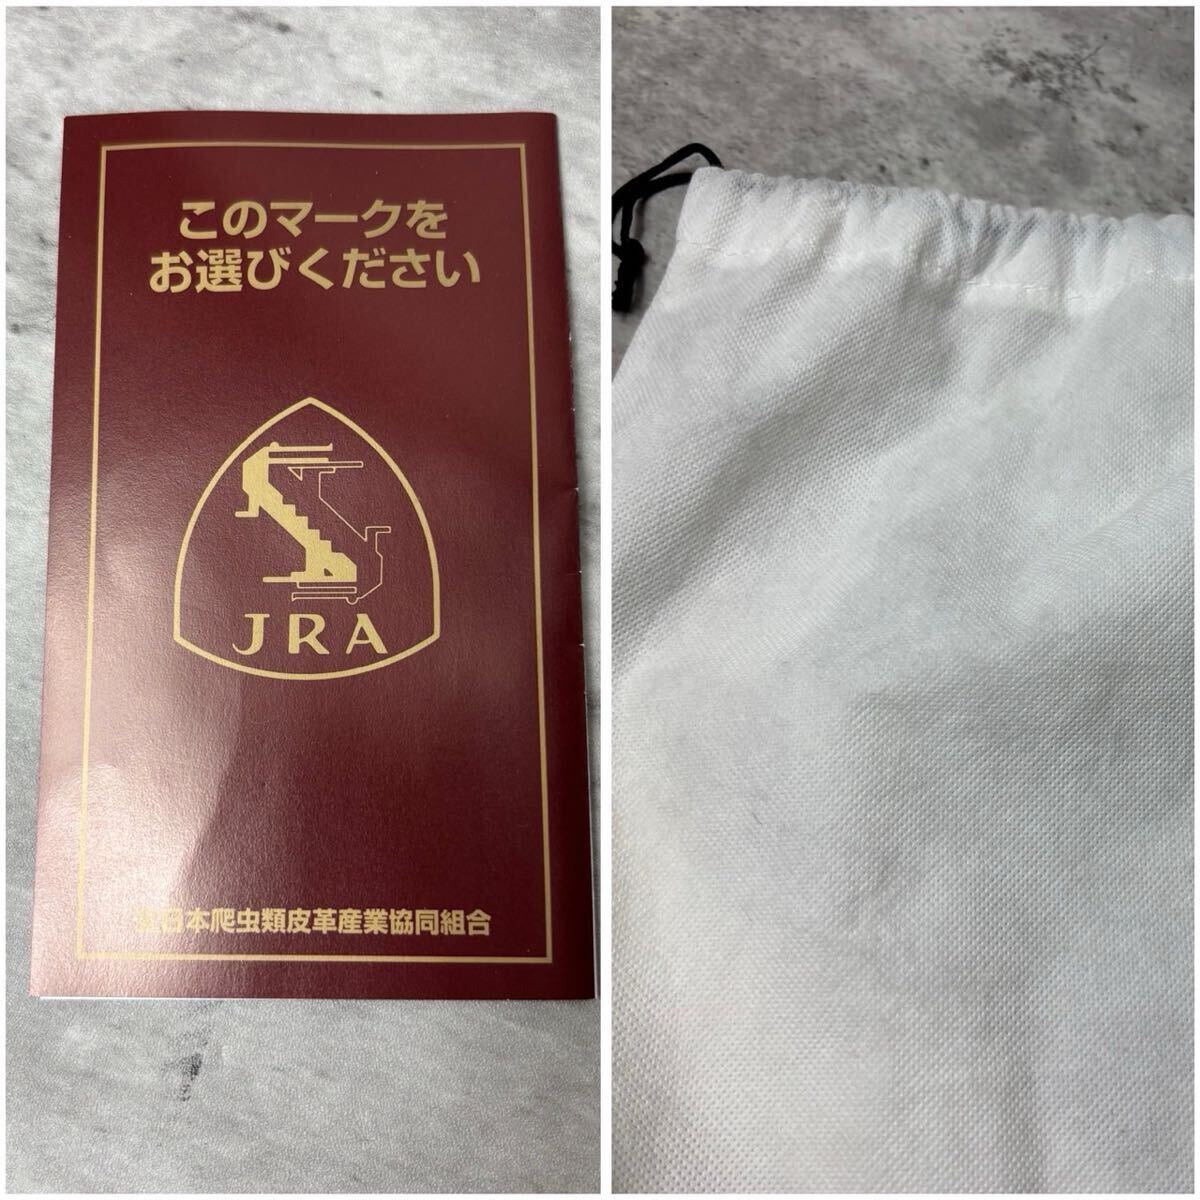 このマークを
お選びください
JRA
全日本爬虫類皮革産業協同組合